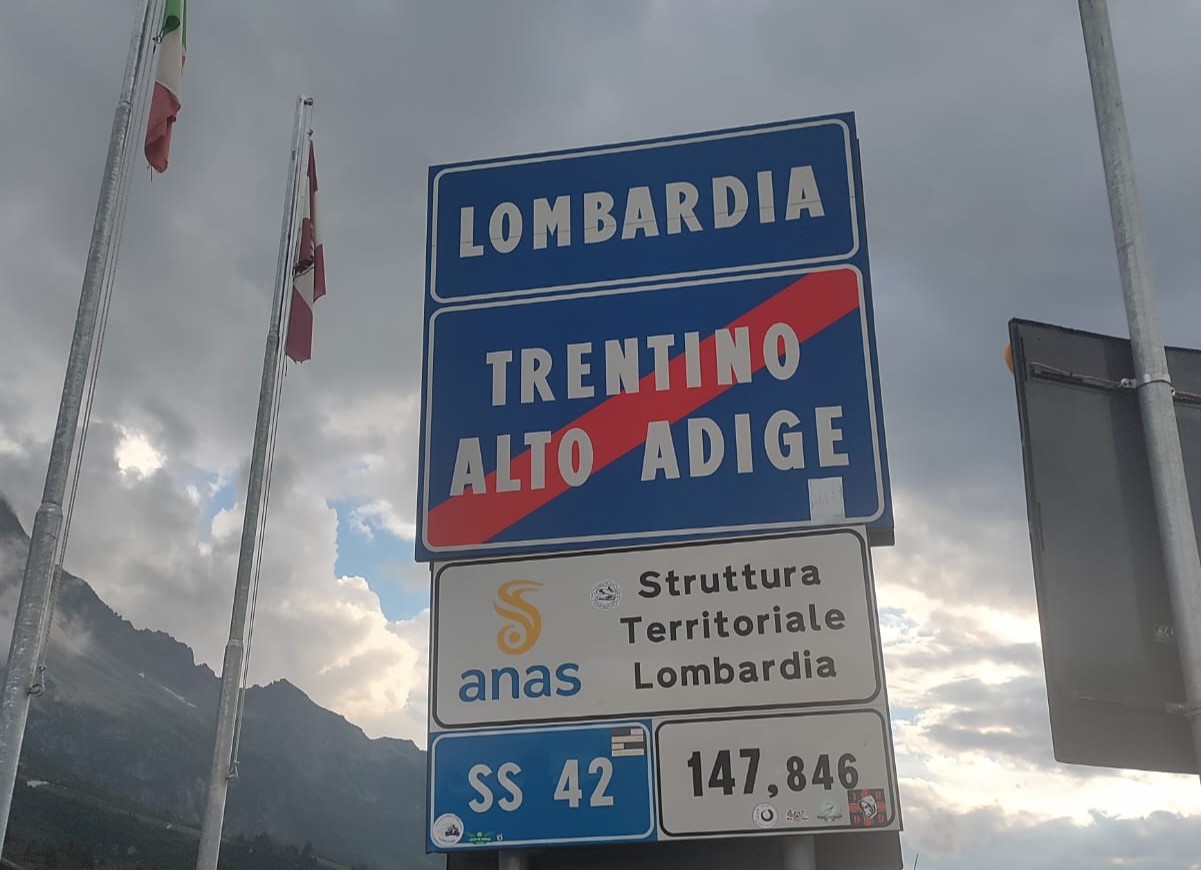 LOMBARDIA
TRENTINO
ALTO ADIGE
anas
Struttura
Territoriale
Lombardia
SS 42
147,846